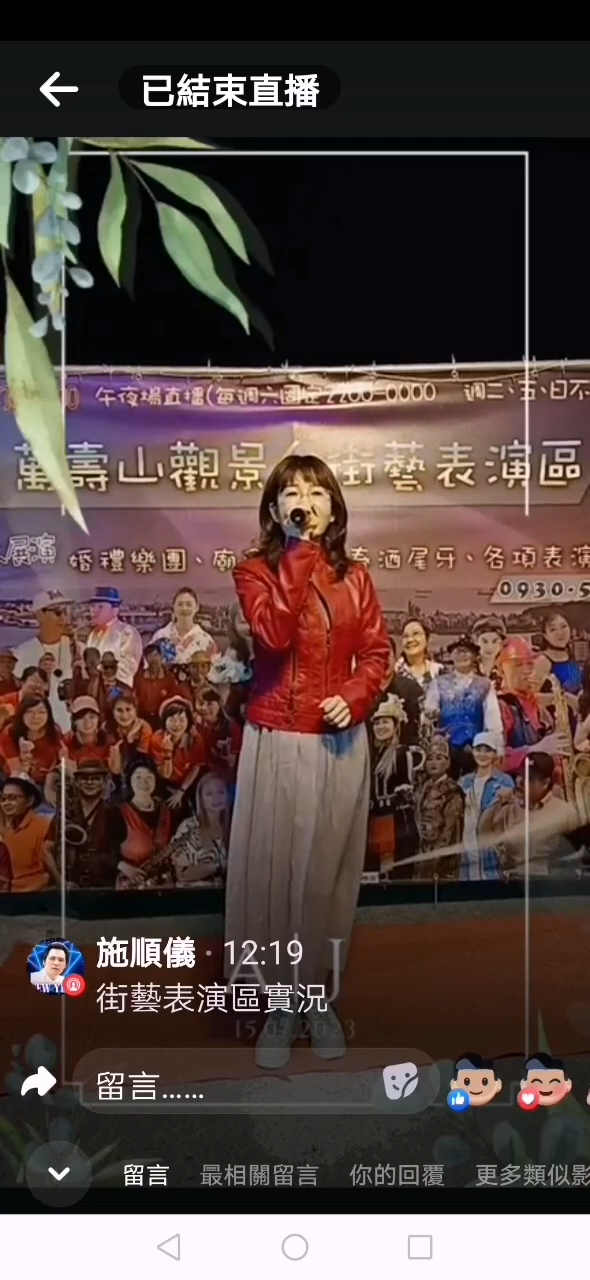 已結束直播
午夜場直播(每週六固定2200-0000 週二、五、日不
萬壽山觀景 街藝表演區
人展演
婚禮樂團、廟 春酒尾牙、各項表演
0930-5
施順儀 · 12:19
街藝表演區實況
A J
留言……
留言 最相關留言 你的回覆 更多類似影